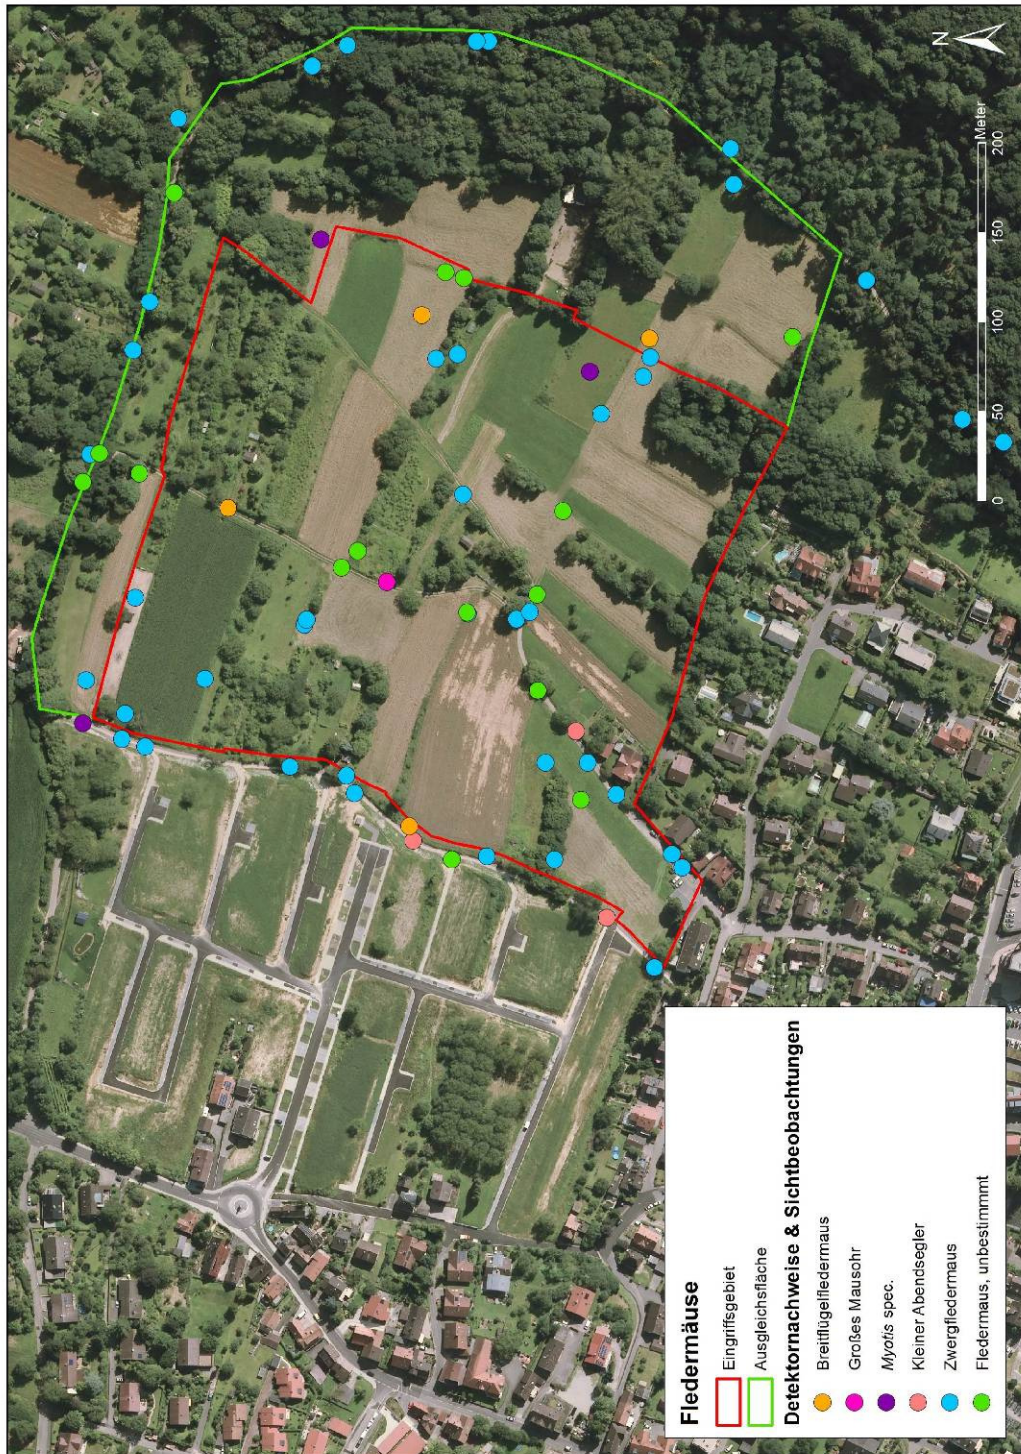 Fledermäuse
Eingriffsgebiet
Ausgleichsfläche
Detektornachweise & Sichtbeobachtungen
Breitflügelfledermaus
Großes Mausohr
Myotis spec.
Kleiner Abendsegler
Zwergfledermaus
Fledermaus, unbestimmt
N
0 50 100 150 200
Meter